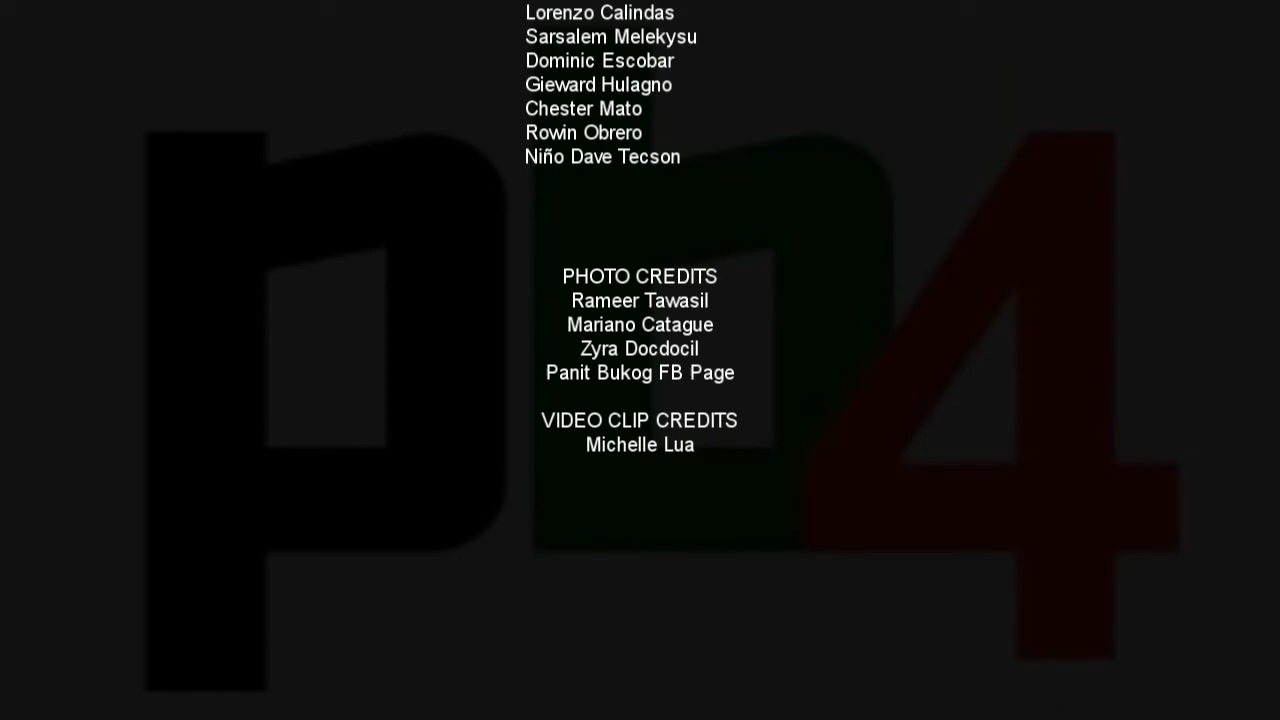 Lorenzo Calindas
Sarsalem Melekysu
Dominic Escobar
Gieward Hulagno
Chester Mato
Rowin Obrero
Niño Dave Tecson
PHOTO CREDITS
Rameer Tawasil
Mariano Catague
Zyra Docdocil
Panit Bukog FB Page
VIDEO CLIP CREDITS
Michelle Lua
pb4